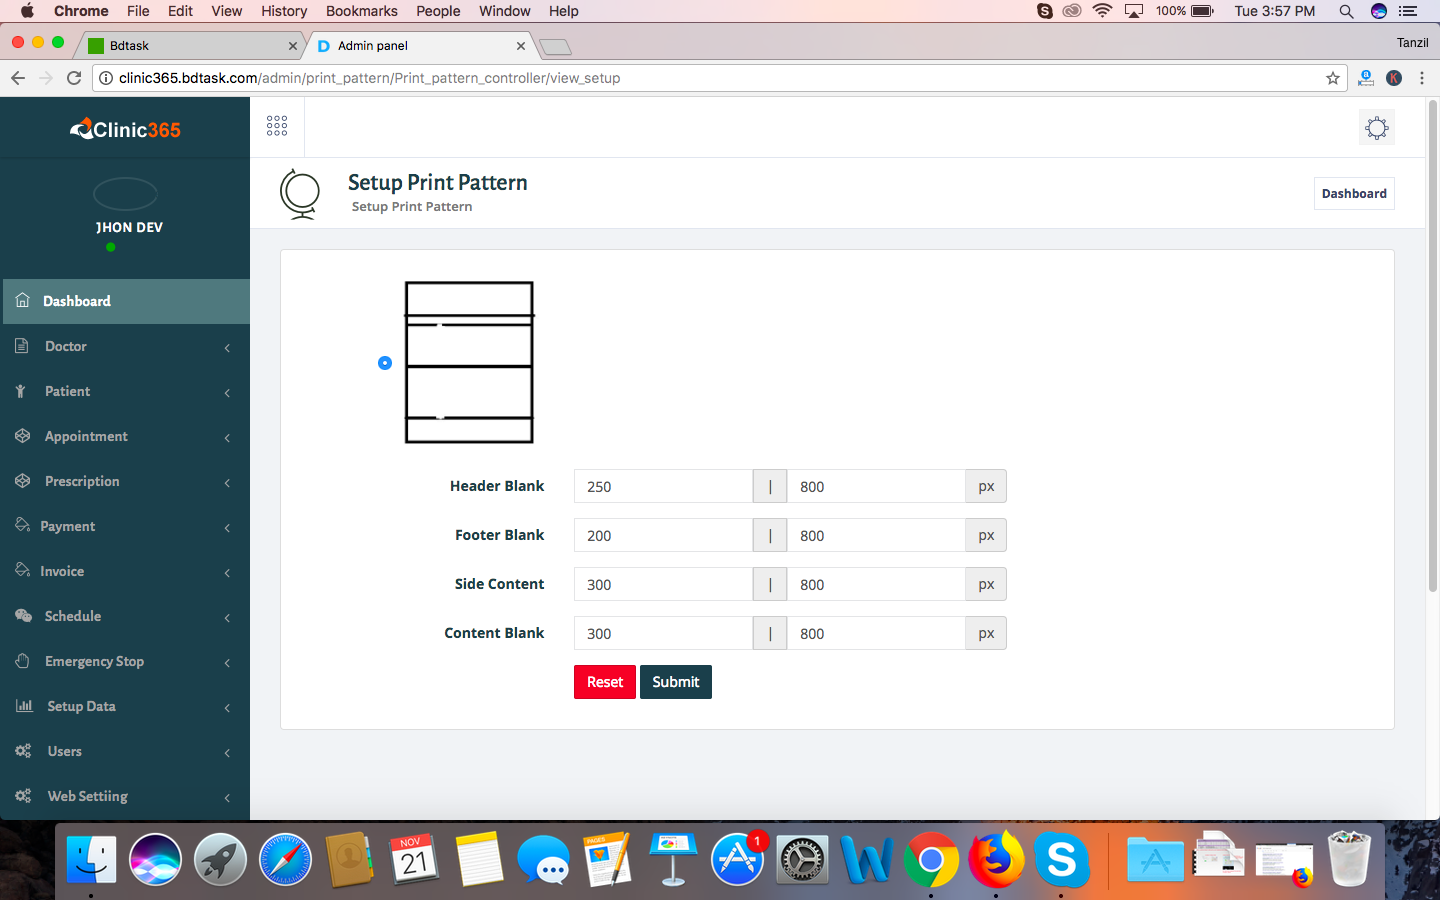 Chrome File Edit View History Bookmarks People Window Help 100% Tue 3:57 PM
Bdtask Admin panel Tanzil
clinic365.bdtask.com/admin/print_pattern/Print_pattern_controller/view_setup
Clinic365
JHON DEV
Dashboard
Doctor
Patient
Appointment
Prescription
Payment
Invoice
Schedule
Emergency Stop
Setup Data
Users
Web Settiing
Setup Print Pattern
Setup Print Pattern
Dashboard
Header Blank 250 | 800 px
Footer Blank 200 | 800 px
Side Content 300 | 800 px
Content Blank 300 | 800 px
Reset Submit
NOV
21
PAGES
1